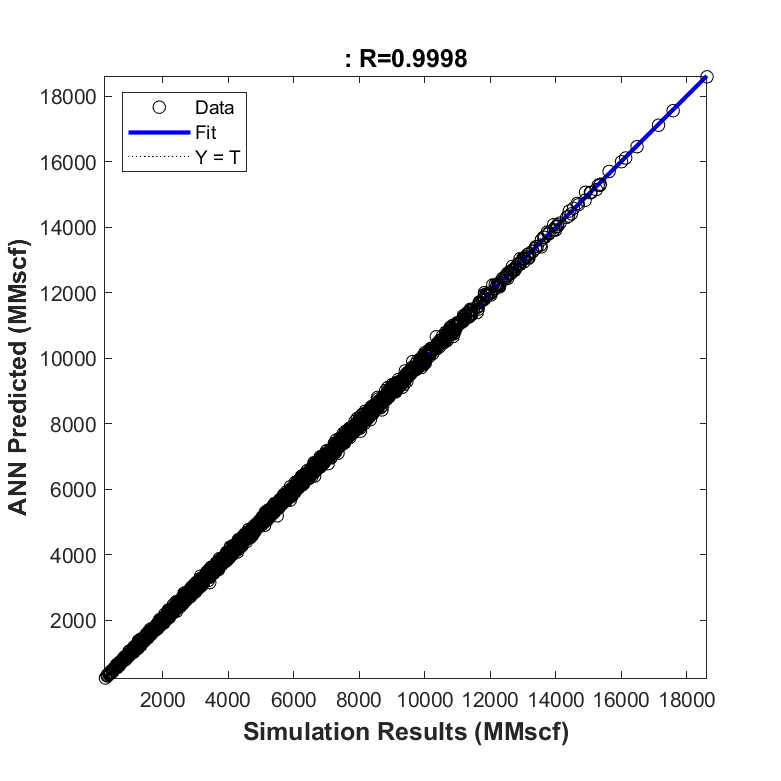 : R=0.9998
Data
Fit
Y = T
18000
16000
14000
12000
10000
8000
6000
4000
2000
ANN Predicted (MMscf)
2000 4000 6000 8000 10000 12000 14000 16000 18000
Simulation Results (MMscf)